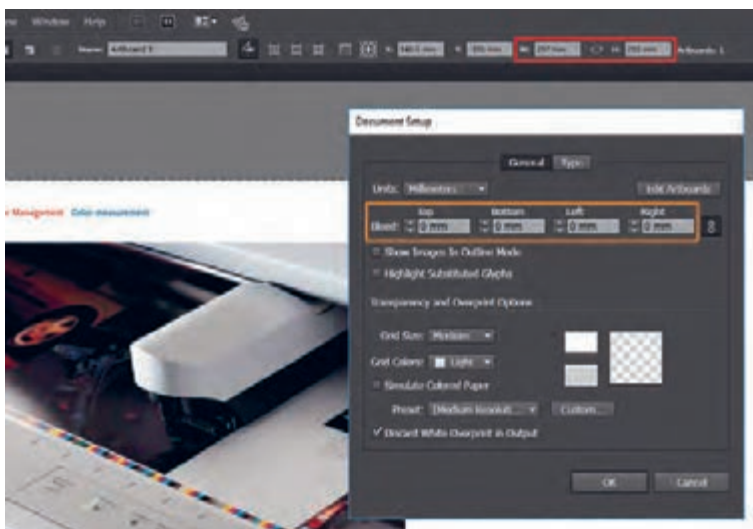 Window Help
Name: Artboard 1 X: Y: W: 297 mm H: Artboards: 1
Document Setup
General Type
Units: Millimeters Edit Artboards
Top Bottom Left Right
Bleed: 0 mm 0 mm 0 mm 0 mm
Management Color measurement
Show Images In Outline Mode
Highlight Substituted Glyphs
Transparency and Overprint Options
Grid Size: Medium
Grid Colors: Light
Simulate Colored Paper
Preset: [Medium Resoluti... Custom...
Discard White Overprint in Output
OK Cancel